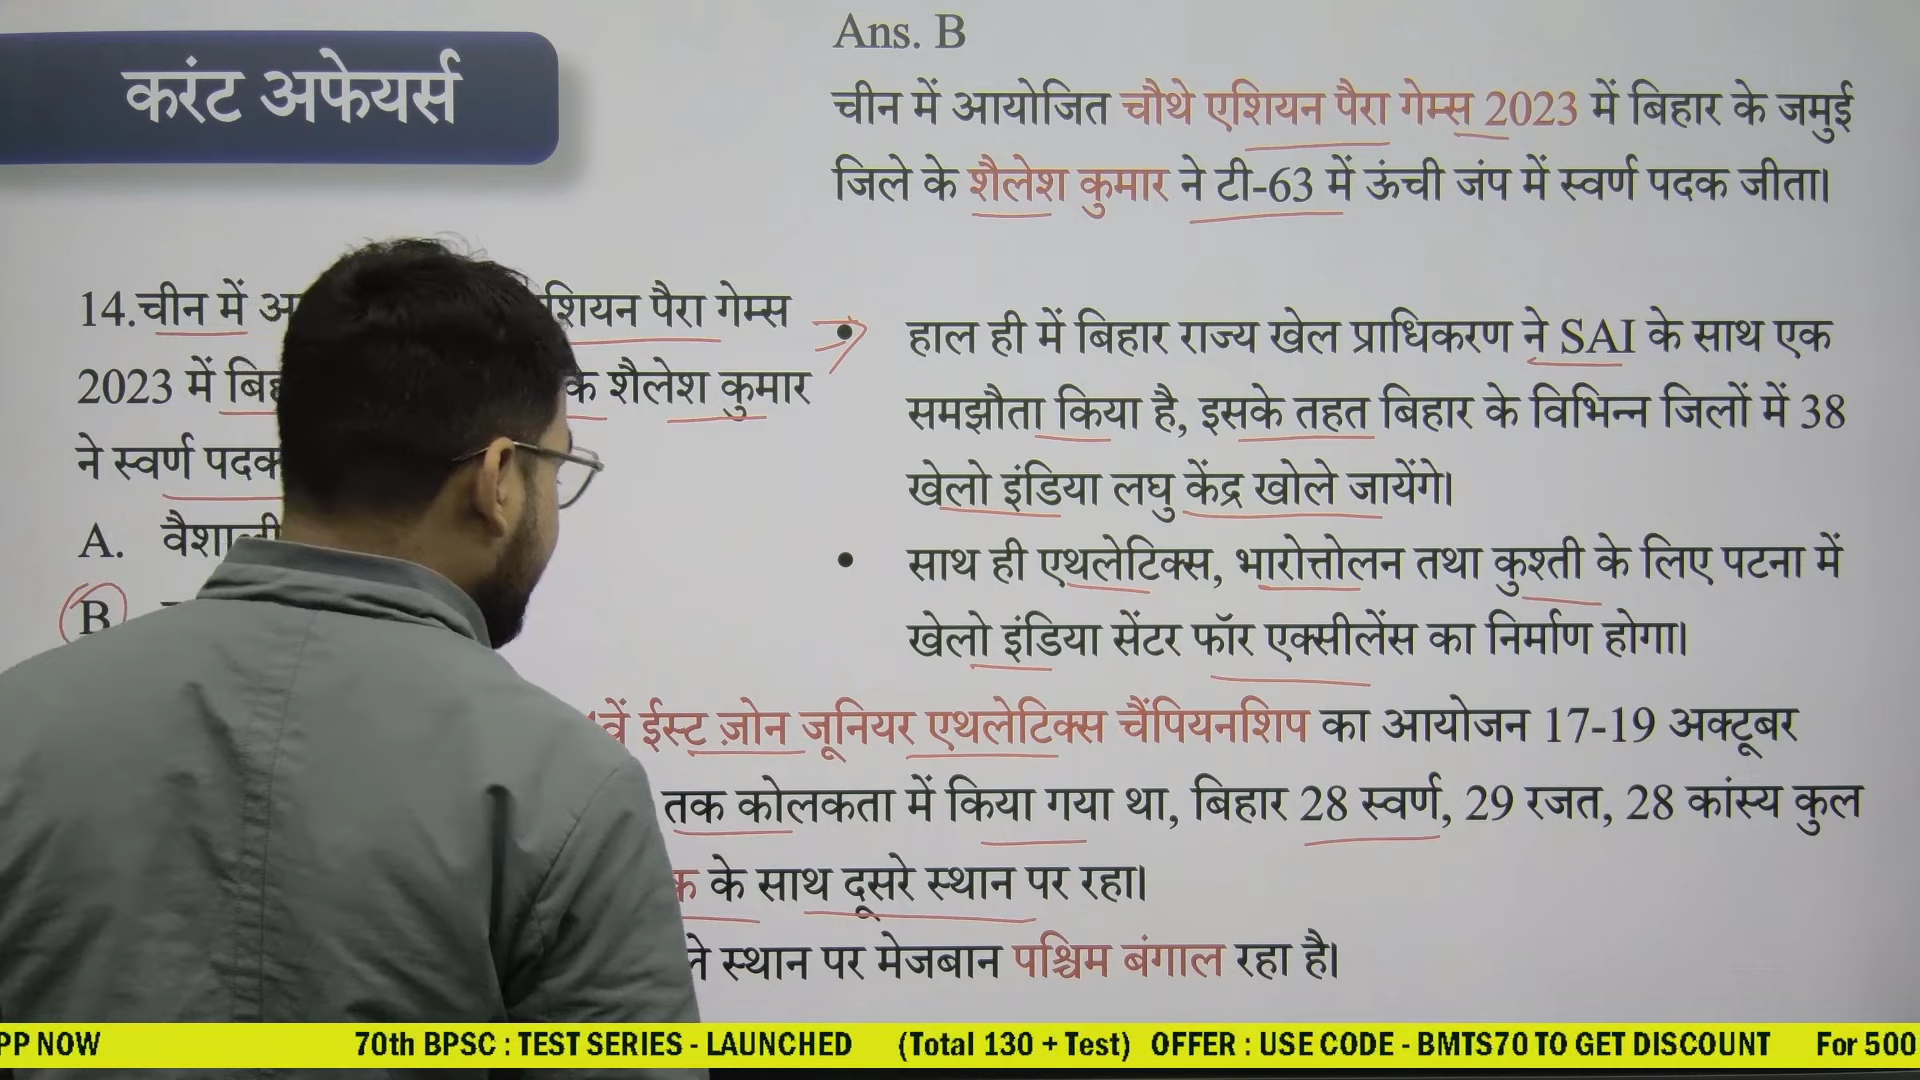 करंट अफेयर्स
14.चीन में शियन पैरा गेम्स
2023 में शैलेश कुमार
ने स्वर्ण पदक
A. वैशाली
B
Ans. B
चीन में आयोजित चौथे एशियन पैरा गेम्स 2023 में बिहार के जमुई
जिले के शैलेश कुमार ने टी-63 में ऊंची जंप में स्वर्ण पदक जीता।
• हाल ही में बिहार राज्य खेल प्राधिकरण ने SAI के साथ एक
समझौता किया है, इसके तहत बिहार के विभिन्न जिलों में 38
खेलो इंडिया लघु केंद्र खोले जायेंगे।
• साथ ही एथलेटिक्स, भारोत्तोलन तथा कुश्ती के लिए पटना में
खेलो इंडिया सेंटर फॉर एक्सीलेंस का निर्माण होगा।
वें ईस्ट ज़ोन जूनियर एथलेटिक्स चैंपियनशिप का आयोजन 17-19 अक्टूबर
तक कोलकता में किया गया था, बिहार 28 स्वर्ण, 29 रजत, 28 कांस्य कुल
क के साथ दूसरे स्थान पर रहा।
ले स्थान पर मेजबान पश्चिम बंगाल रहा है।
PP NOW 70th BPSC : TEST SERIES - LAUNCHED (Total 130 + Test) OFFER : USE CODE - BMTS70 TO GET DISCOUNT For 500